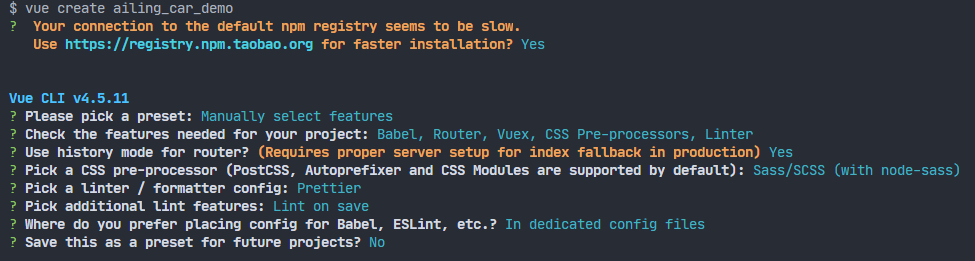 $ vue create ailing_car_demo
?  Your connection to the default npm registry seems to be slow.
   Use https://registry.npm.taobao.org for faster installation? Yes
Vue CLI v4.5.11
? Please pick a preset: Manually select features
? Check the features needed for your project: Babel, Router, Vuex, CSS Pre-processors, Linter
? Use history mode for router? (Requires proper server setup for index fallback in production) Yes
? Pick a CSS pre-processor (PostCSS, Autoprefixer and CSS Modules are supported by default): Sass/SCSS (with node-sass)
? Pick a linter / formatter config: Prettier
? Pick additional lint features: Lint on save
? Where do you prefer placing config for Babel, ESLint, etc.? In dedicated config files
? Save this as a preset for future projects? No